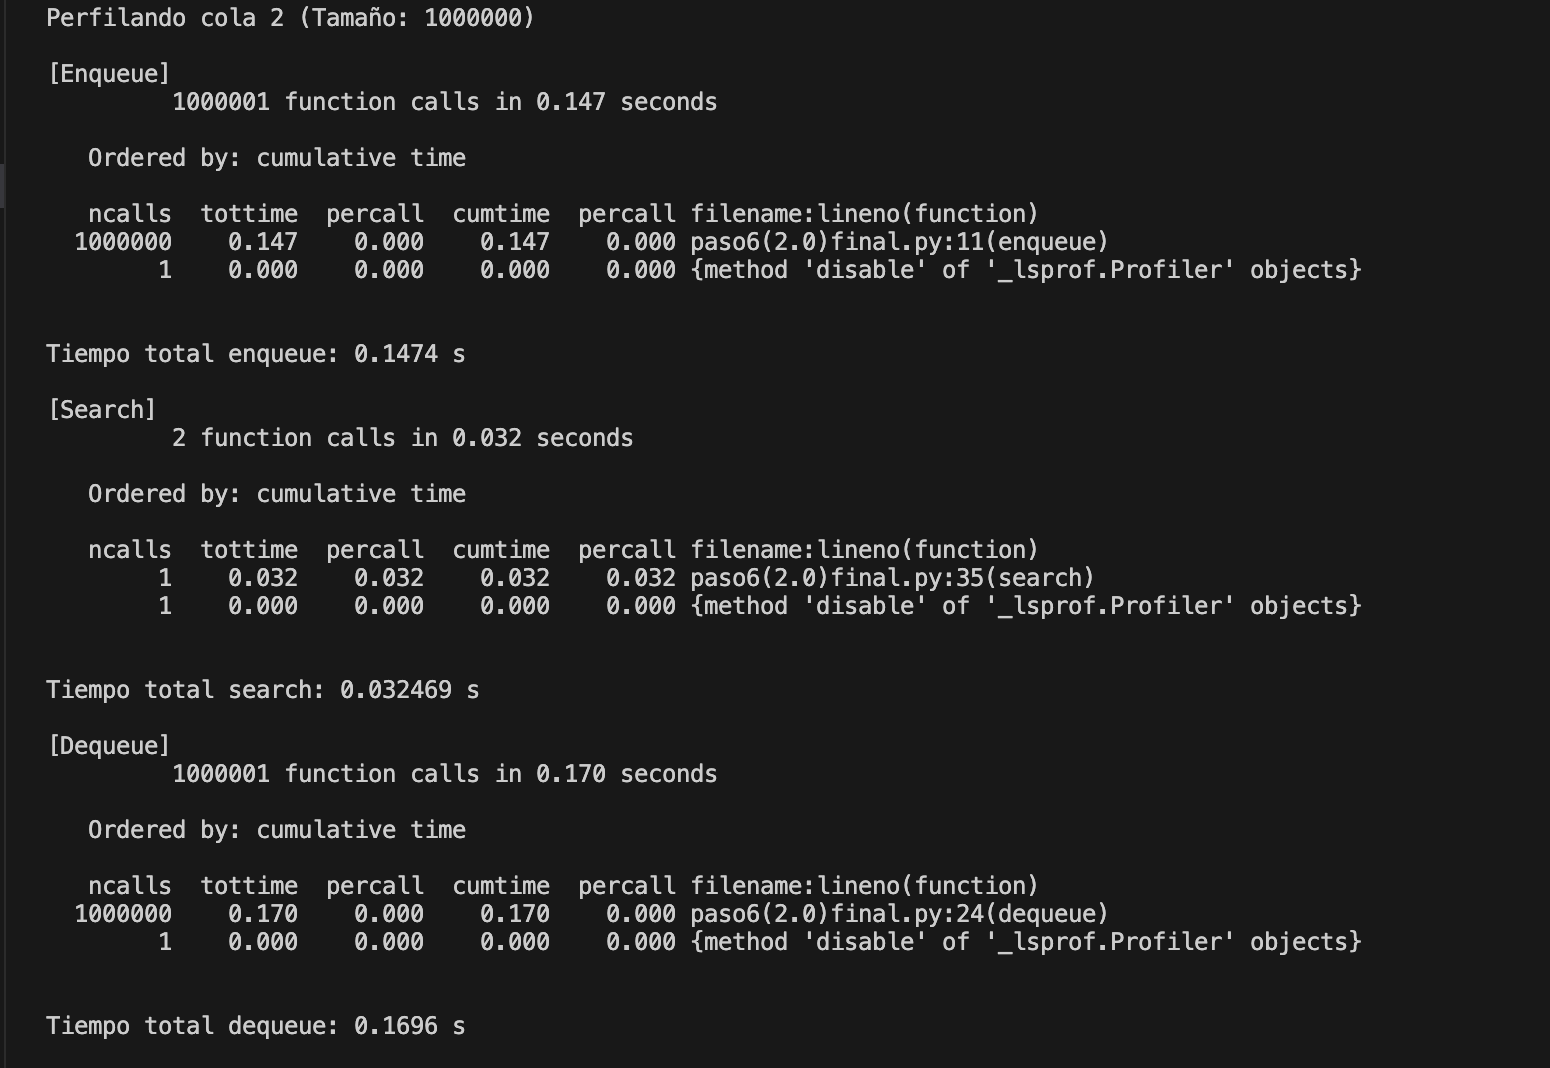 Perfilando cola 2 (Tamaño: 1000000)
[Enqueue]
1000001 function calls in 0.147 seconds
Ordered by: cumulative time
ncalls  tottime  percall  cumtime  percall filename:lineno(function)
1000000    0.147    0.000    0.147    0.000 paso6(2.0)final.py:11(enqueue)
1    0.000    0.000    0.000    0.000 {method 'disable' of '_lsprof.Profiler' objects}
Tiempo total enqueue: 0.1474 s
[Search]
2 function calls in 0.032 seconds
Ordered by: cumulative time
ncalls  tottime  percall  cumtime  percall filename:lineno(function)
1    0.032    0.032    0.032    0.032 paso6(2.0)final.py:35(search)
1    0.000    0.000    0.000    0.000 {method 'disable' of '_lsprof.Profiler' objects}
Tiempo total search: 0.032469 s
[Dequeue]
1000001 function calls in 0.170 seconds
Ordered by: cumulative time
ncalls  tottime  percall  cumtime  percall filename:lineno(function)
1000000    0.170    0.000    0.170    0.000 paso6(2.0)final.py:24(dequeue)
1    0.000    0.000    0.000    0.000 {method 'disable' of '_lsprof.Profiler' objects}
Tiempo total dequeue: 0.1696 s